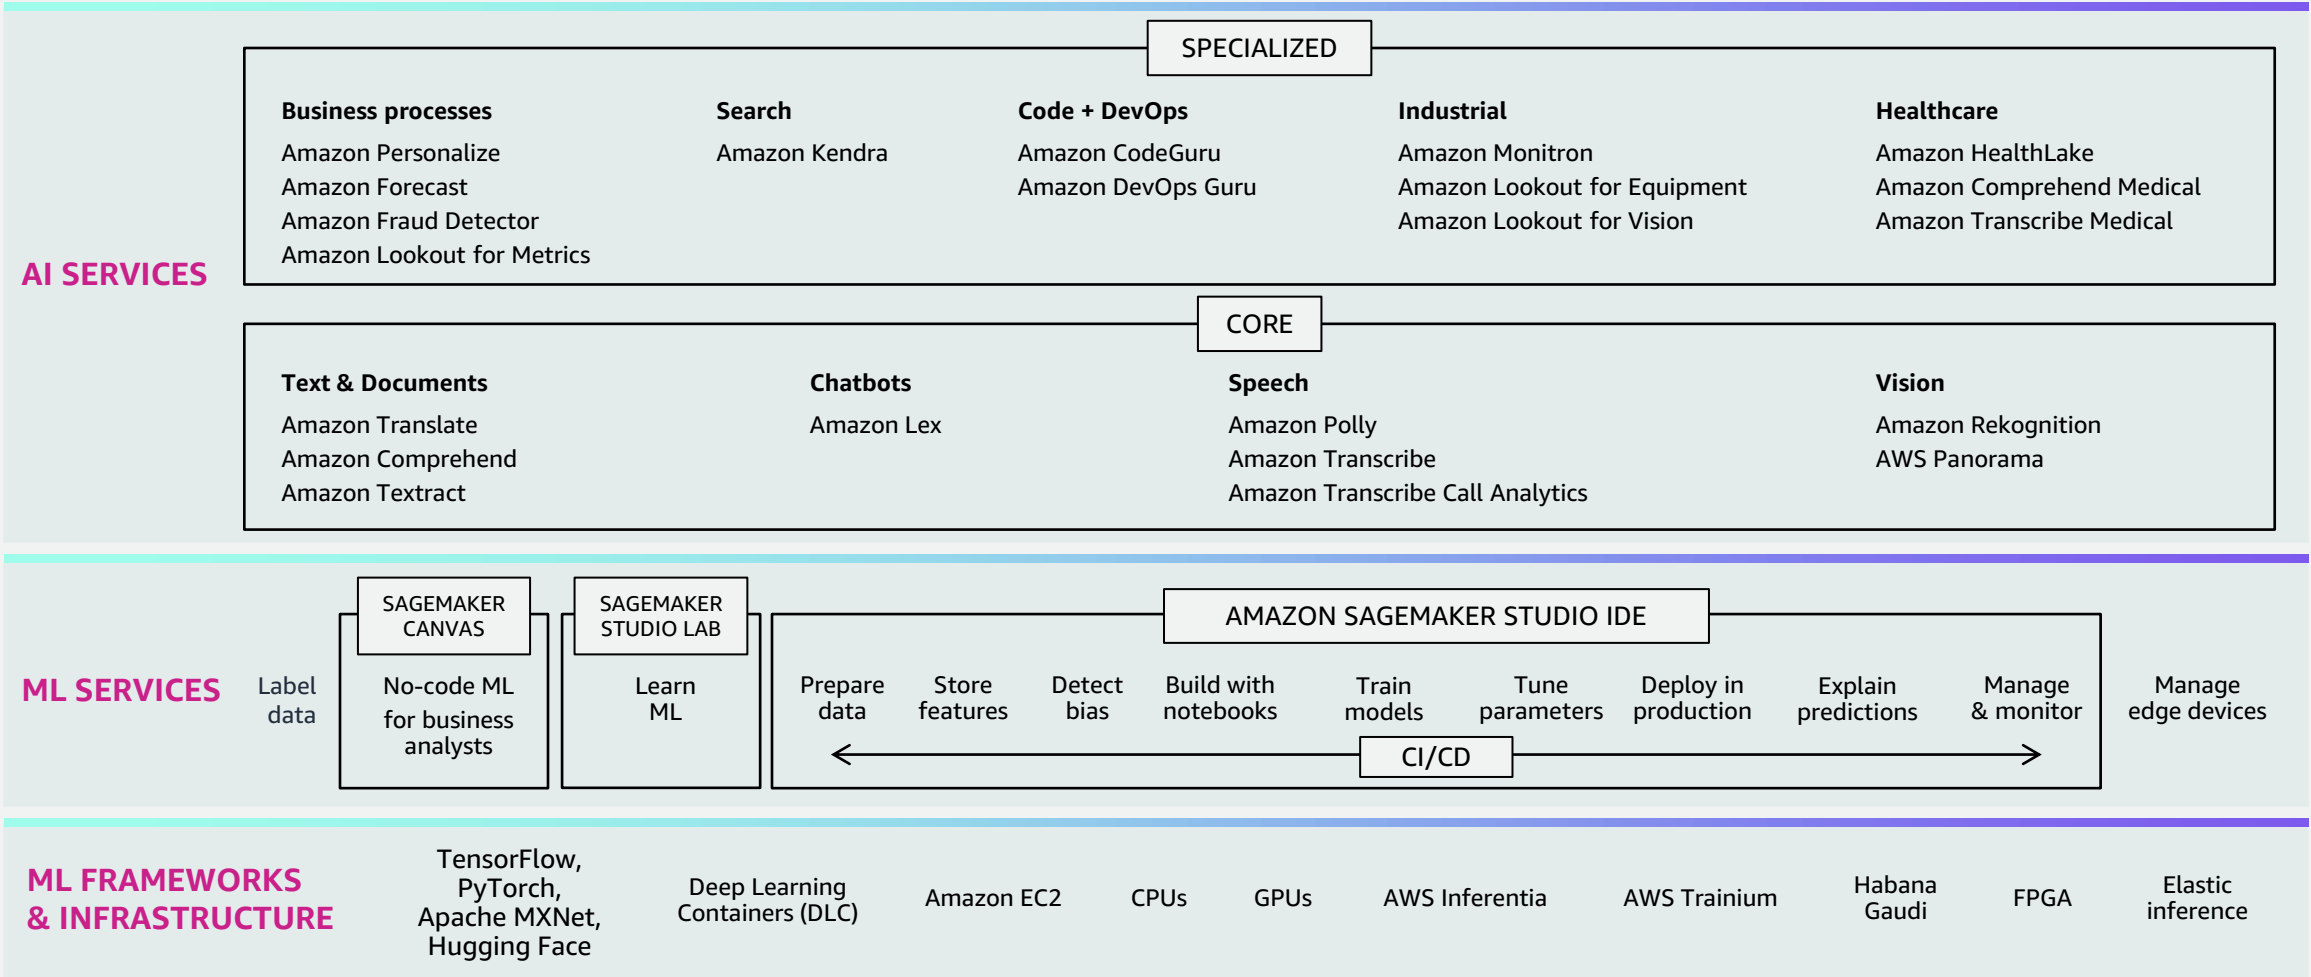 SPECIALIZED
Business processes
Amazon Personalize
Amazon Forecast
Amazon Fraud Detector
Amazon Lookout for Metrics
Search
Amazon Kendra
Code + DevOps
Amazon CodeGuru
Amazon DevOps Guru
Industrial
Amazon Monitron
Amazon Lookout for Equipment
Amazon Lookout for Vision
Healthcare
Amazon HealthLake
Amazon Comprehend Medical
Amazon Transcribe Medical
AI SERVICES
CORE
Text & Documents
Amazon Translate
Amazon Comprehend
Amazon Textract
Chatbots
Amazon Lex
Speech
Amazon Polly
Amazon Transcribe
Amazon Transcribe Call Analytics
Vision
Amazon Rekognition
AWS Panorama
ML SERVICES
Label
data
SAGEMAKER
CANVAS
No-code ML
for business
analysts
SAGEMAKER
STUDIO LAB
Learn
ML
AMAZON SAGEMAKER STUDIO IDE
Prepare
data
Store
features
Detect
bias
Build with
notebooks
Train
models
Tune
parameters
Deploy in
production
Explain
predictions
Manage
& monitor
CI/CD
Manage
edge devices
ML FRAMEWORKS
& INFRASTRUCTURE
TensorFlow,
PyTorch,
Apache MXNet,
Hugging Face
Deep Learning
Containers (DLC)
Amazon EC2
CPUs
GPUs
AWS Inferentia
AWS Trainium
Habana
Gaudi
FPGA
Elastic
inference